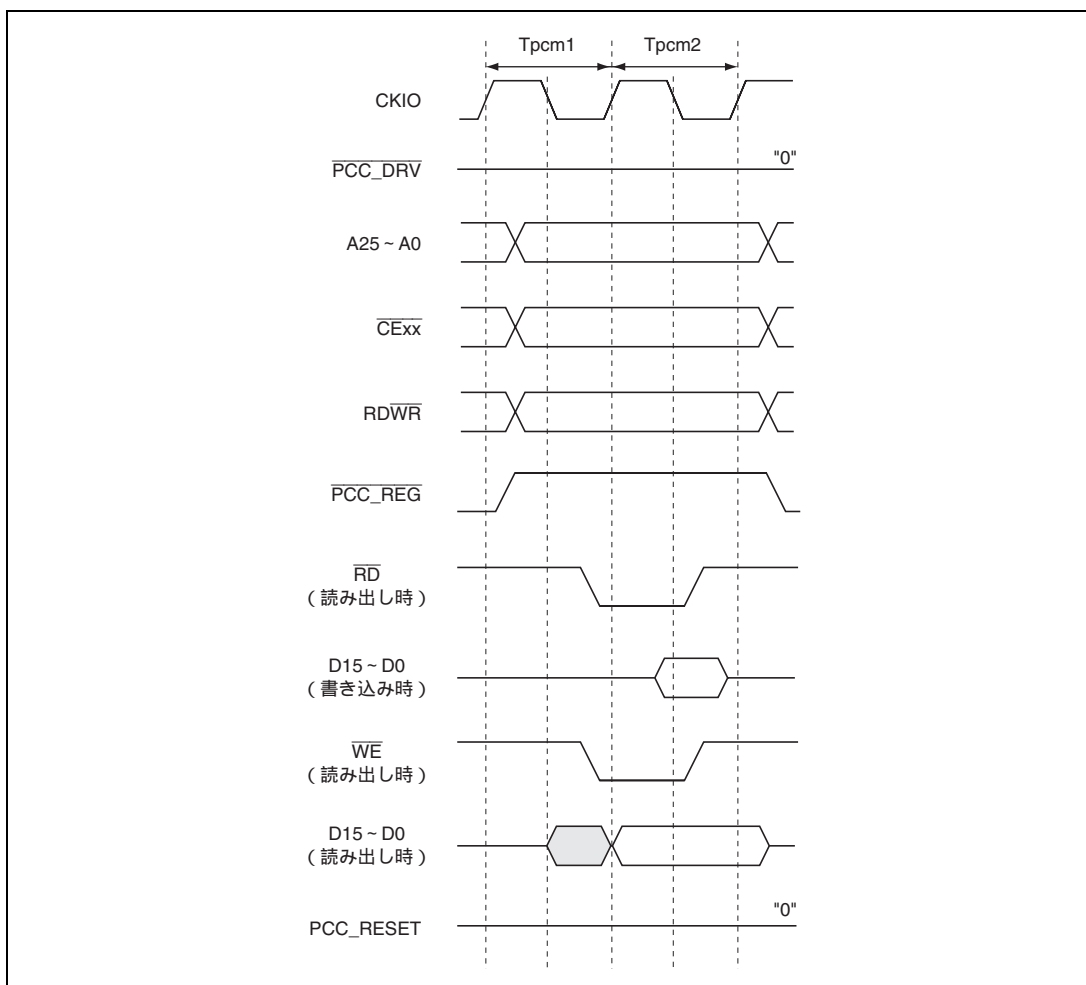 Tpcm1 Tpcm2
CKIO
PCC_DRV "0"
A25 ~ A0
CExx
RDWR
PCC_REG
RD
(読み出し時)
D15 ~ D0
(書き込み時)
WE
(読み出し時)
D15 ~ D0
(読み出し時)
PCC_RESET "0"